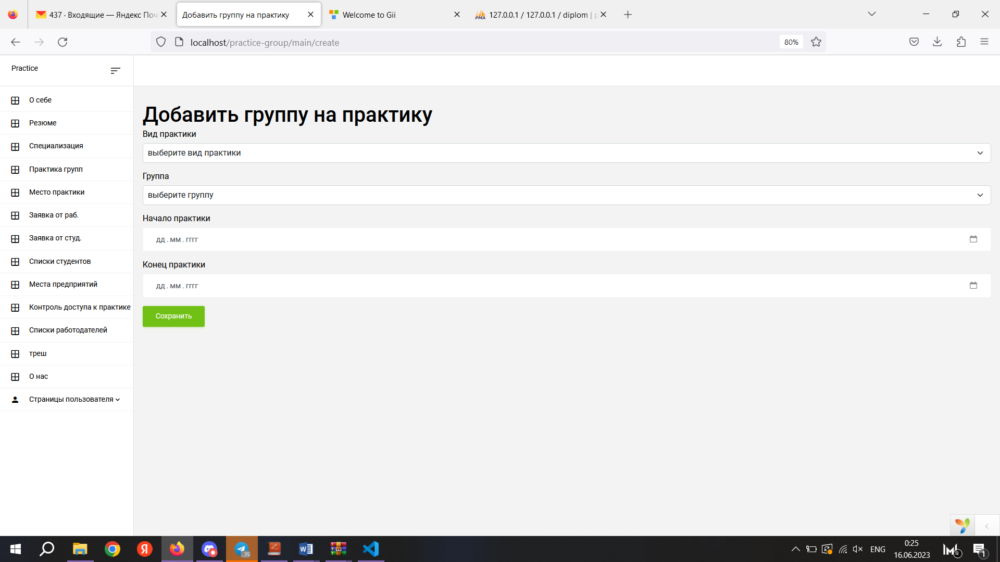 437 · Входящие — Яндекс Поч
Добавить группу на практику
Welcome to Gii
127.0.0.1 / 127.0.0.1 / diplom | p
localhost/practice-group/main/create
80%
Practice
О себе
Резюме
Специализация
Практика групп
Место практики
Заявка от раб.
Заявка от студ.
Списки студентов
Места предприятий
Контроль доступа к практике
Списки работодателей
треш
О нас
Страницы пользователя
Добавить группу на практику
Вид практики
выберите вид практики
Группа
выберите группу
Начало практики
дд . мм . гггг
Конец практики
дд . мм . гггг
Сохранить
ENG
0:25
16.06.2023
1